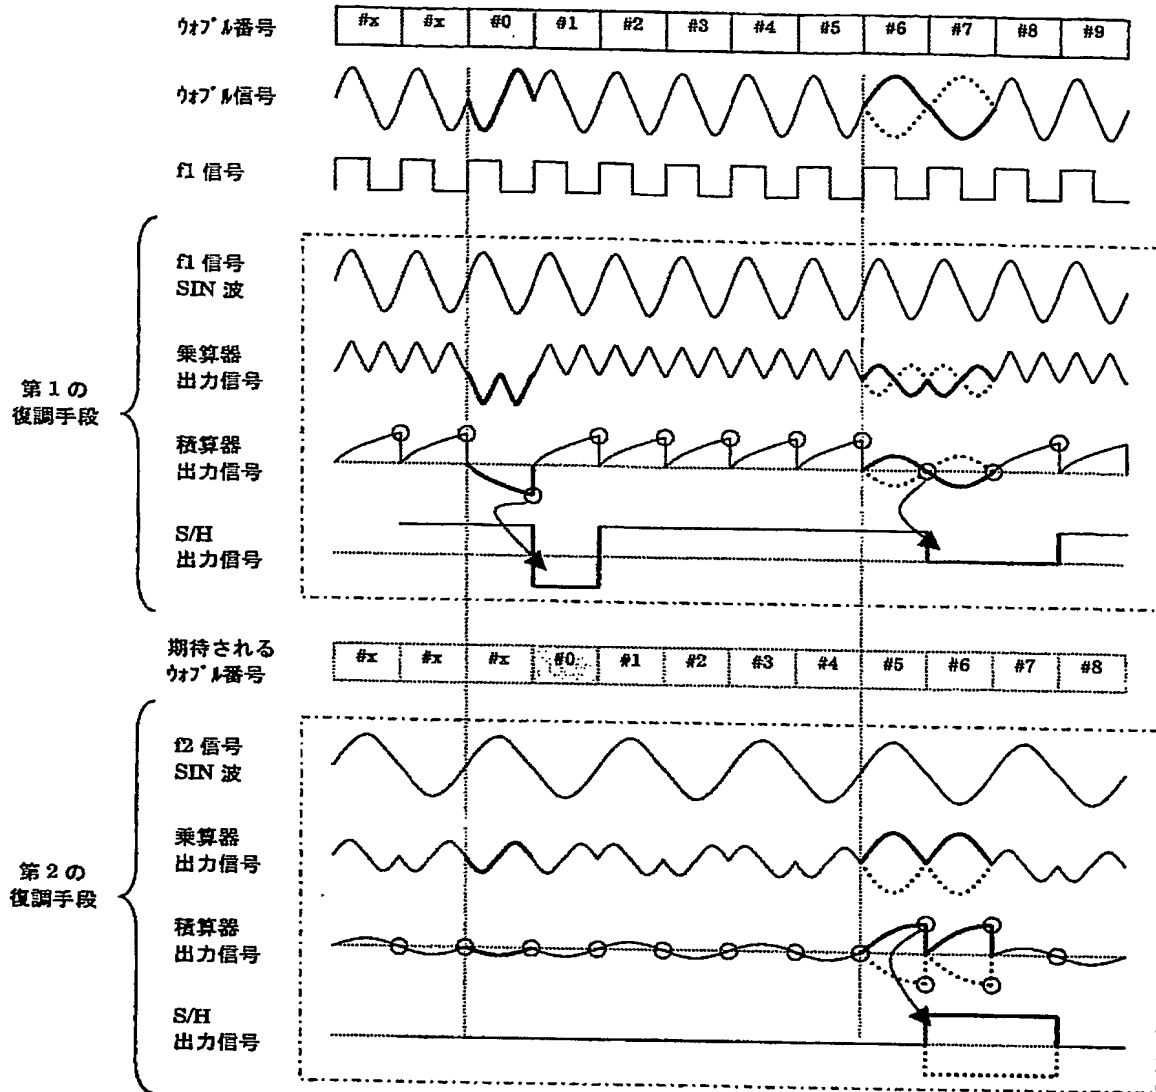 ウォブル番号
#x #x #0 #1 #2 #3 #4 #5 #6 #7 #8 #9
ウォブル信号
f1 信号
第1の
復調手段
f1 信号
SIN 波
乗算器
出力信号
積算器
出力信号
S/H
出力信号
期待される
ウォブル番号
#x #x #x #0 #1 #2 #3 #4 #5 #6 #7 #8
第2の
復調手段
f2 信号
SIN 波
乗算器
出力信号
積算器
出力信号
S/H
出力信号